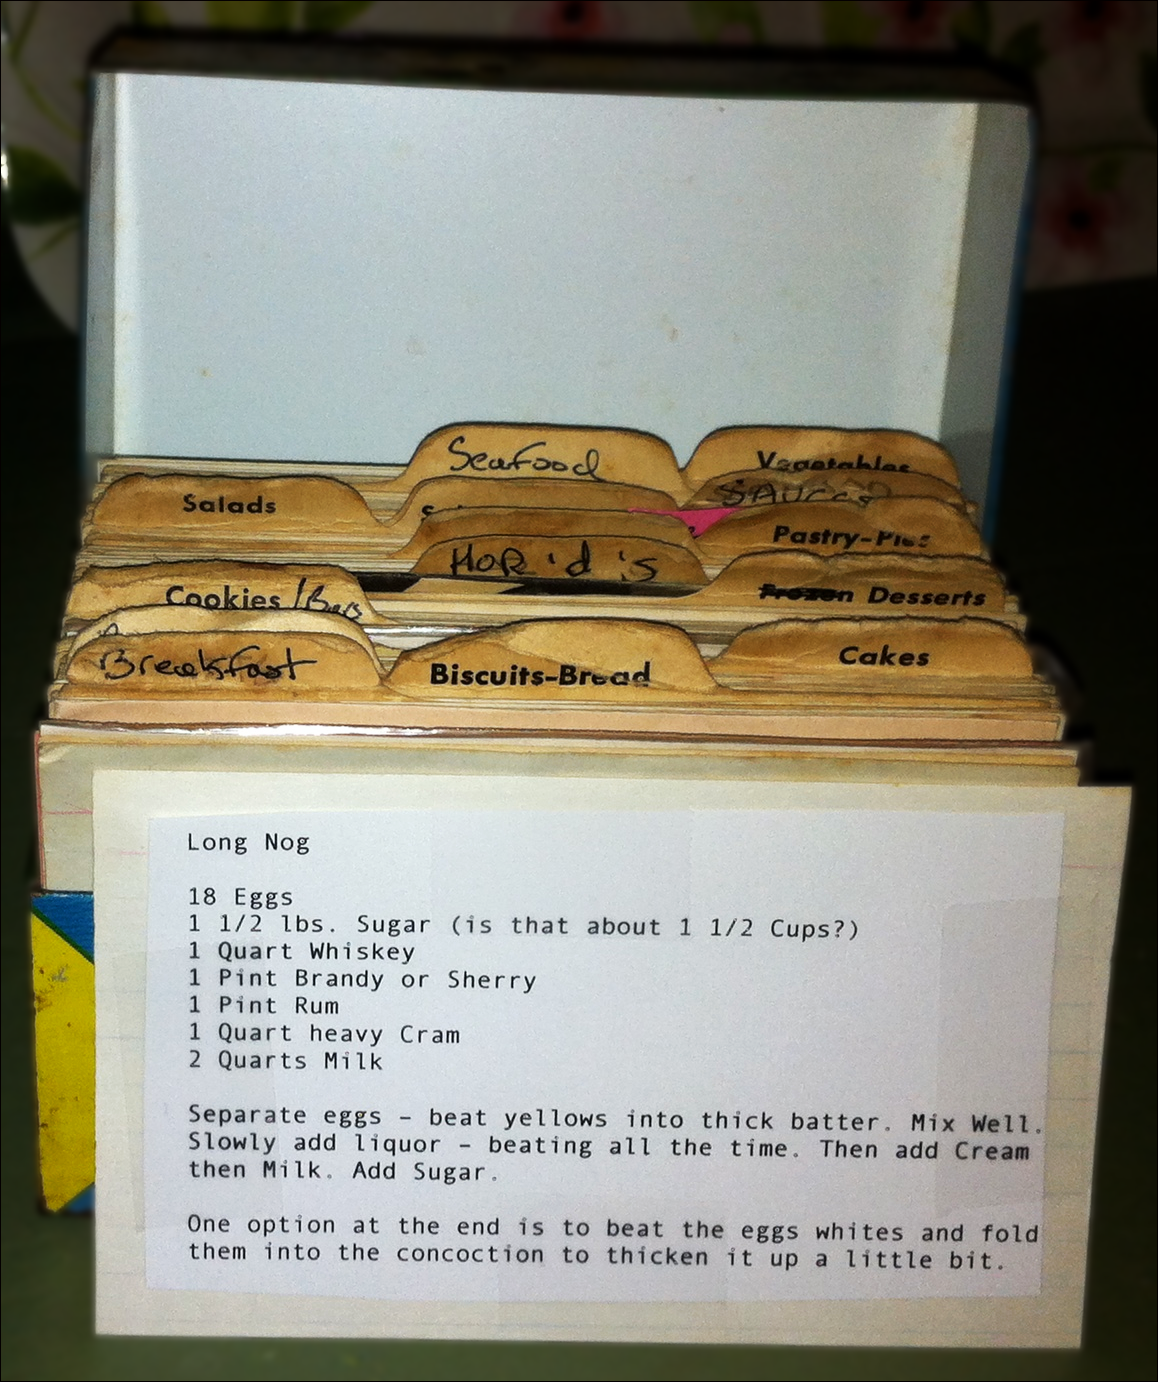 Seafood
Vegetables
Salads
Sauces
Pastry-Pies
HOR'd's
Cookies/Bars
Frozen Desserts
Breakfast
Biscuits-Bread
Cakes
Long Nog
18 Eggs
1 1/2 lbs. Sugar (is that about 1 1/2 Cups?)
1 Quart Whiskey
1 Pint Brandy or Sherry
1 Pint Rum
1 Quart heavy Cram
2 Quarts Milk
Separate eggs – beat yellows into thick batter. Mix Well.
Slowly add liquor – beating all the time. Then add Cream
then Milk. Add Sugar.
One option at the end is to beat the eggs whites and fold
them into the concoction to thicken it up a little bit.